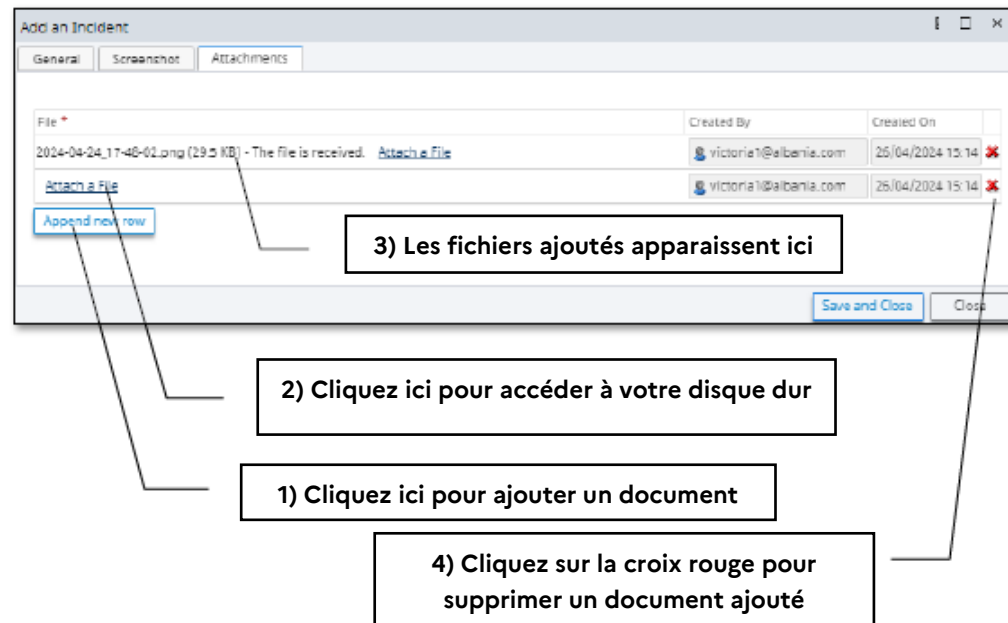 Add an Incident
General Screenshot Attachments
File * Created By Created On
2024-04-24_17-48-02.png (29.5 KB) - The file is received. Attach a File victoria1@albania.com 26/04/2024 15:14
Attach a File victoria1@albania.com 26/04/2024 15:14
Append new row
3) Les fichiers ajoutés apparaissent ici
Save and Close Close
2) Cliquez ici pour accéder à votre disque dur
1) Cliquez ici pour ajouter un document
4) Cliquez sur la croix rouge pour
supprimer un document ajouté